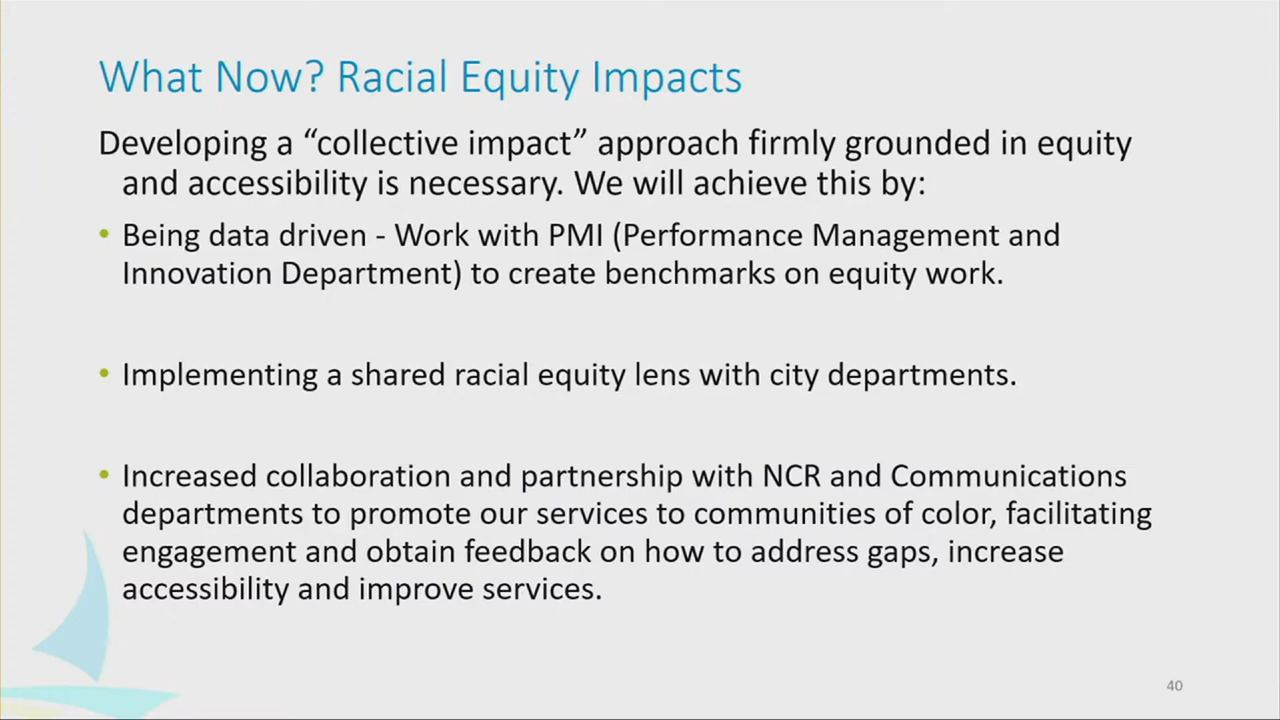 What Now? Racial Equity Impacts
Developing a “collective impact” approach firmly grounded in equity
and accessibility is necessary. We will achieve this by:
• Being data driven - Work with PMI (Performance Management and
Innovation Department) to create benchmarks on equity work.
• Implementing a shared racial equity lens with city departments.
• Increased collaboration and partnership with NCR and Communications
departments to promote our services to communities of color, facilitating
engagement and obtain feedback on how to address gaps, increase
accessibility and improve services.
40